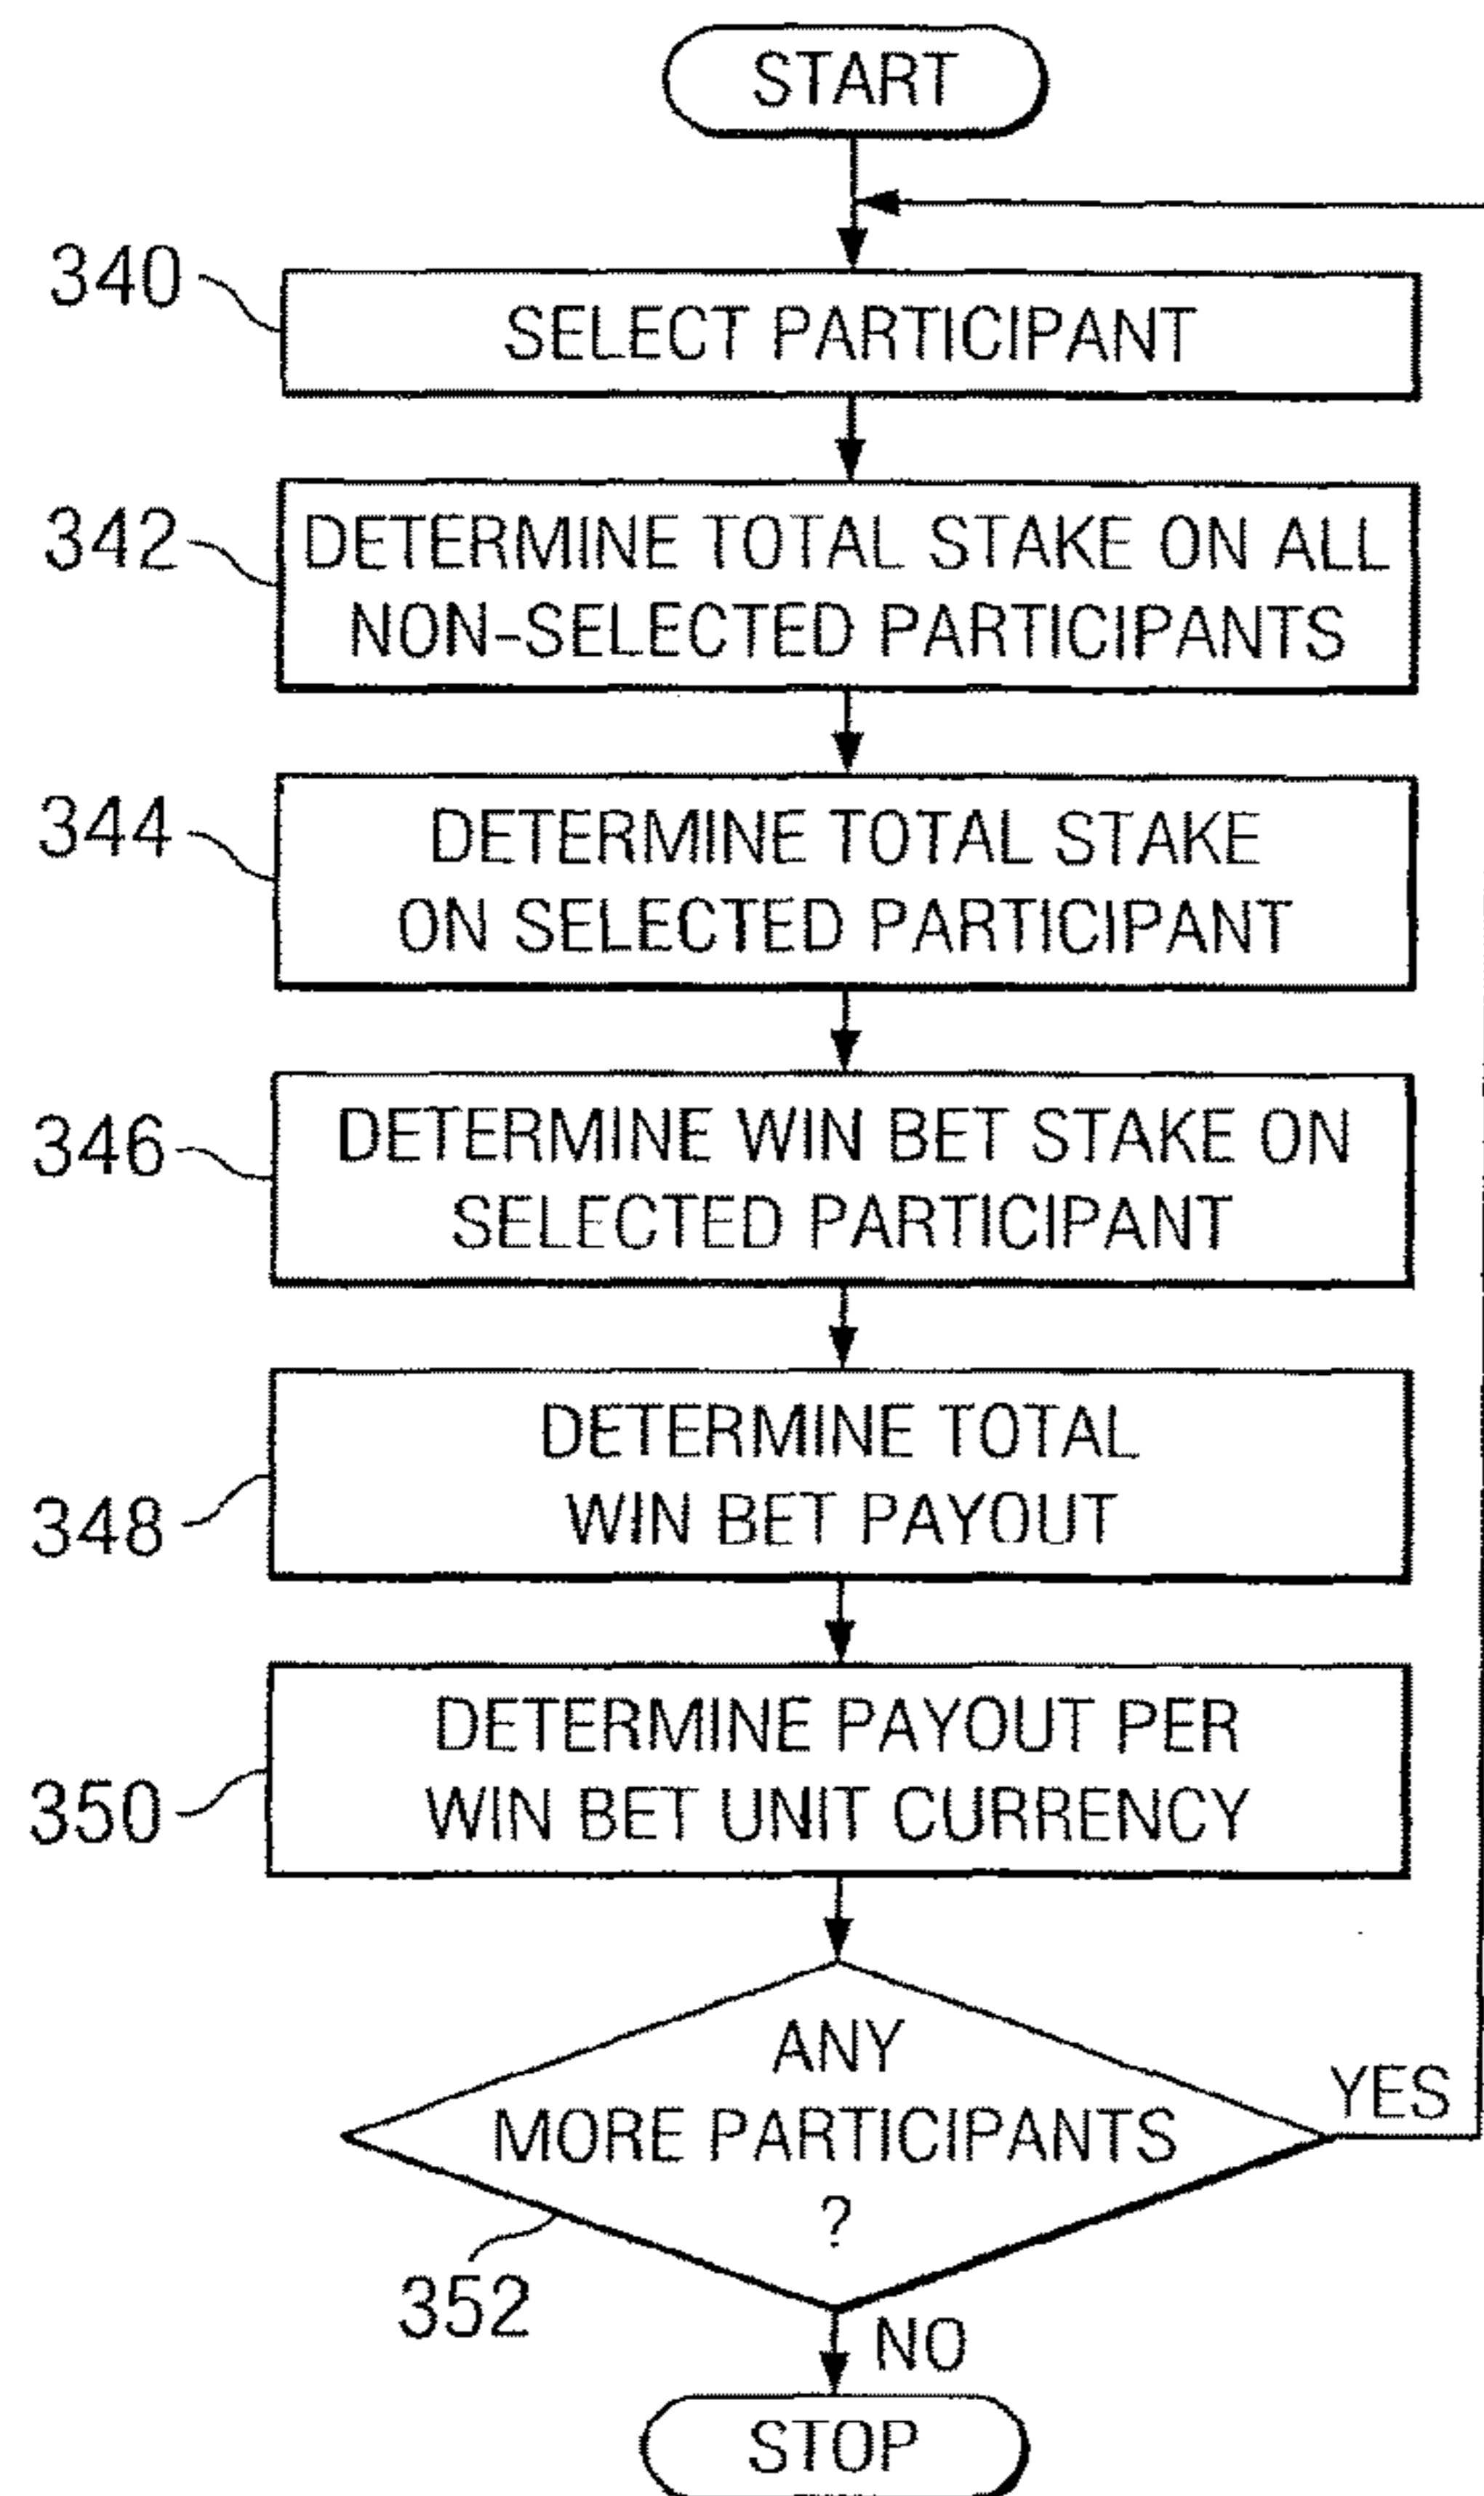 START
340
SELECT PARTICIPANT
342
DETERMINE TOTAL STAKE ON ALL
NON-SELECTED PARTICIPANTS
344
DETERMINE TOTAL STAKE
ON SELECTED PARTICIPANT
346
DETERMINE WIN BET STAKE ON
SELECTED PARTICIPANT
348
DETERMINE TOTAL
WIN BET PAYOUT
350
DETERMINE PAYOUT PER
WIN BET UNIT CURRENCY
ANY
MORE PARTICIPANTS
?
YES
352
NO
STOP